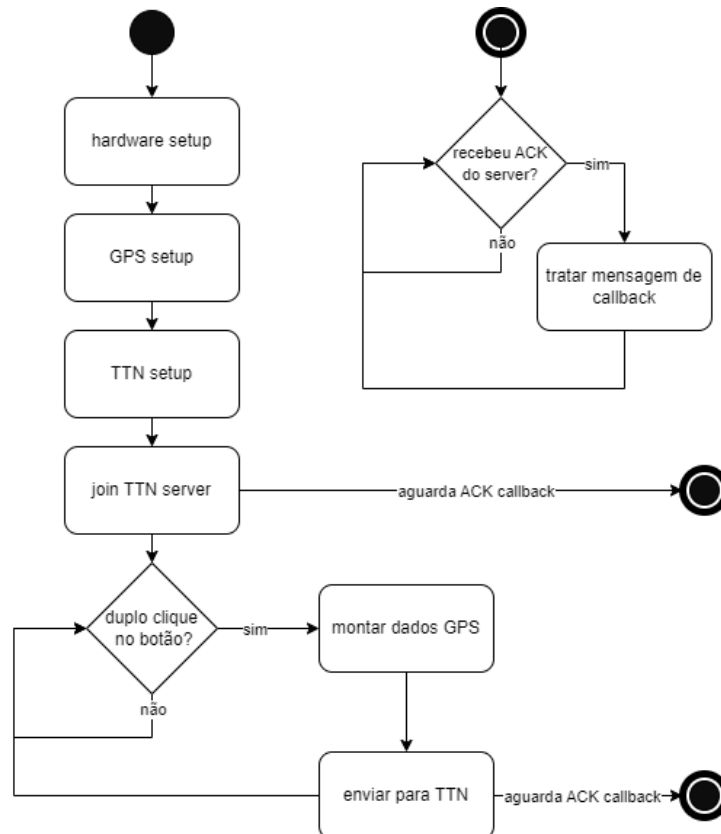 hardware setup
GPS setup
TTN setup
join TTN server
aguarda ACK callback
duplo clique
no botão?
sim
não
montar dados GPS
enviar para TTN
aguarda ACK callback
recebeu ACK
do server?
sim
não
tratar mensagem de
callback